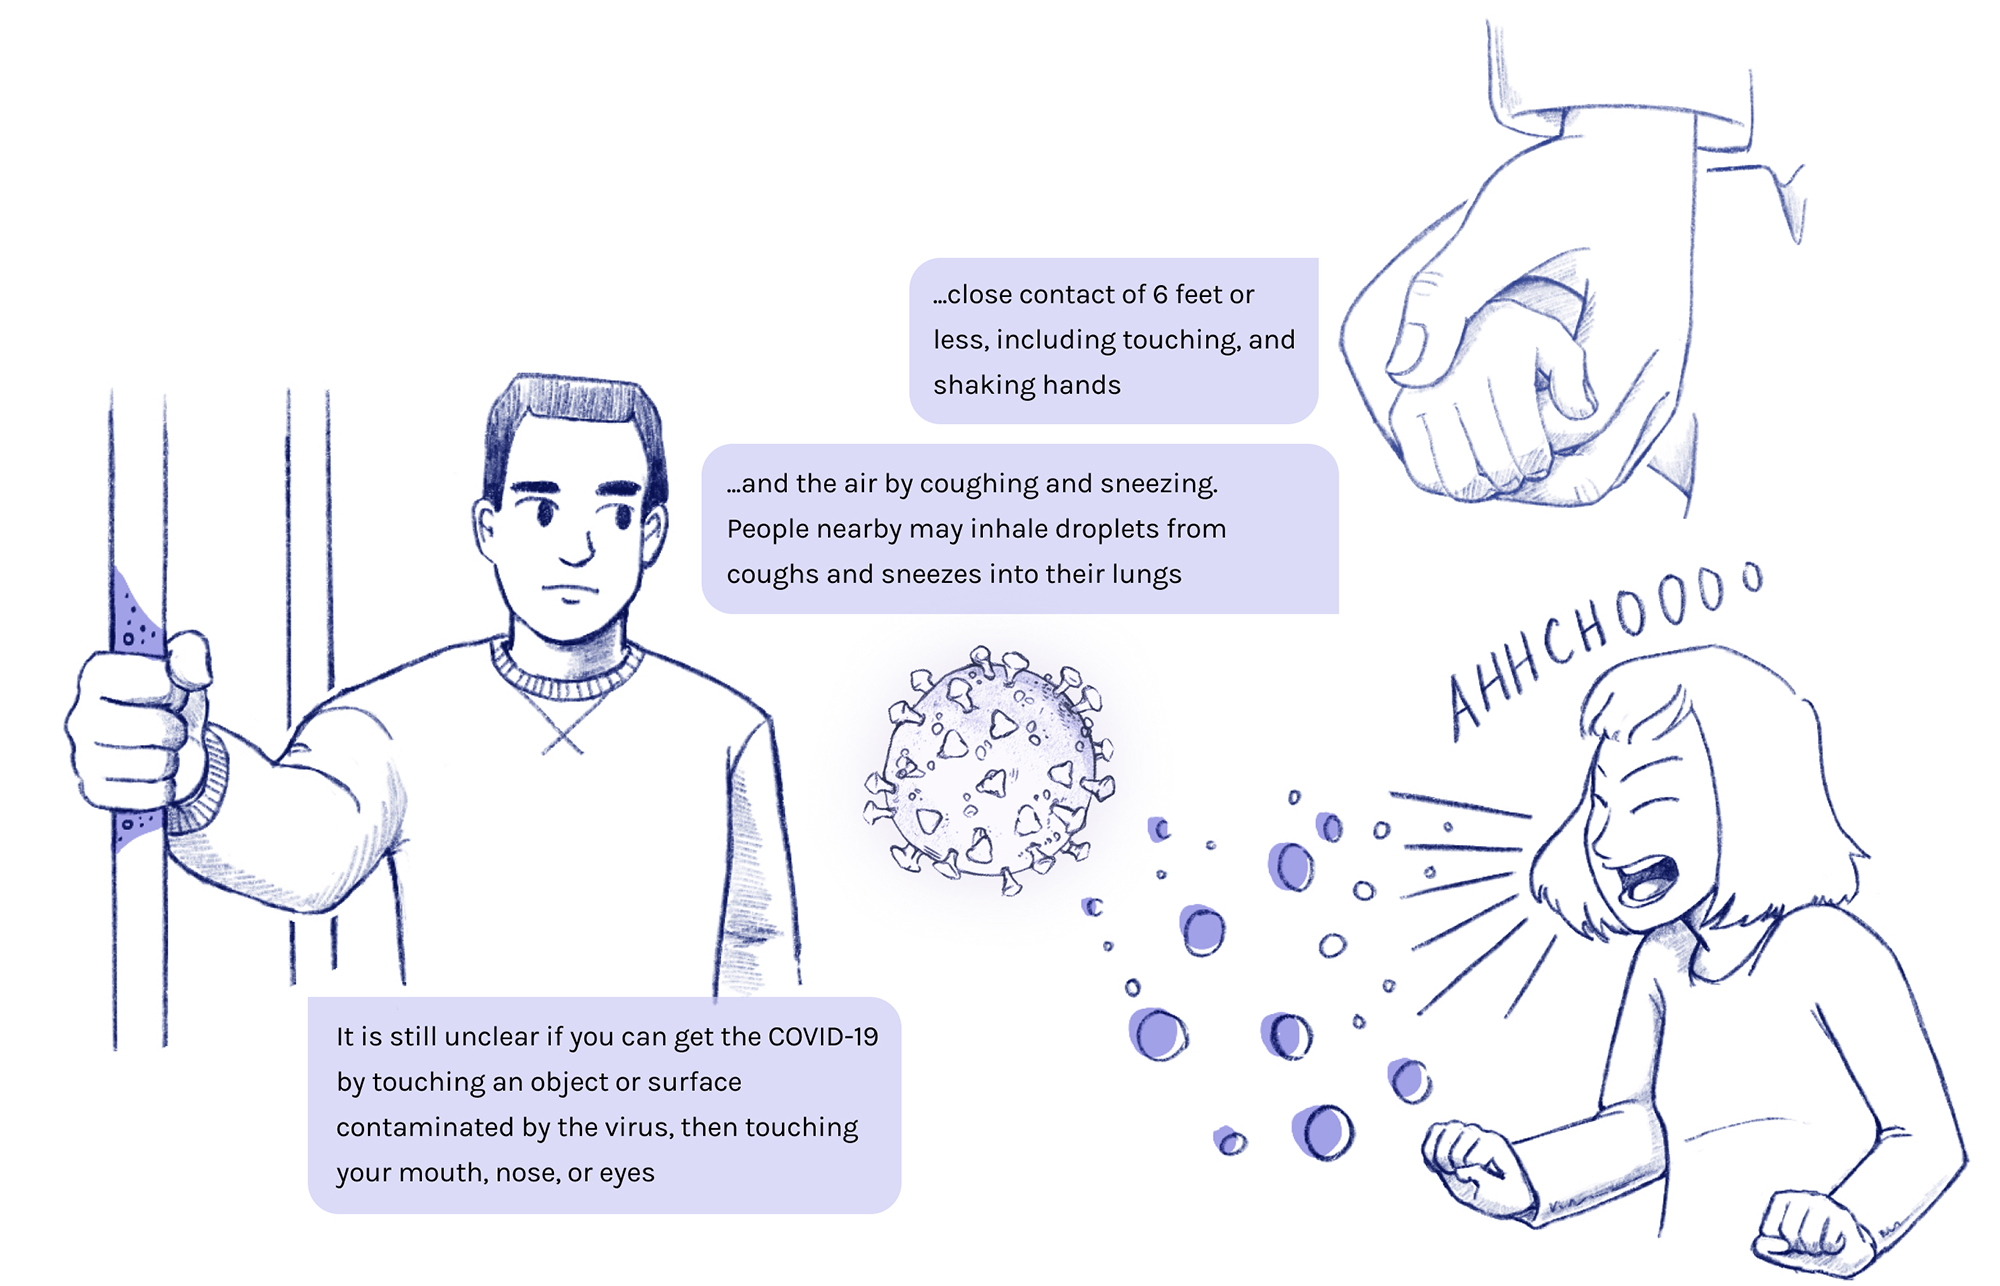 ...close contact of 6 feet or
less, including touching, and
shaking hands
...and the air by coughing and sneezing.
People nearby may inhale droplets from
coughs and sneezes into their lungs
AHHCHOOOO
It is still unclear if you can get the COVID-19
by touching an object or surface
contaminated by the virus, then touching
your mouth, nose, or eyes